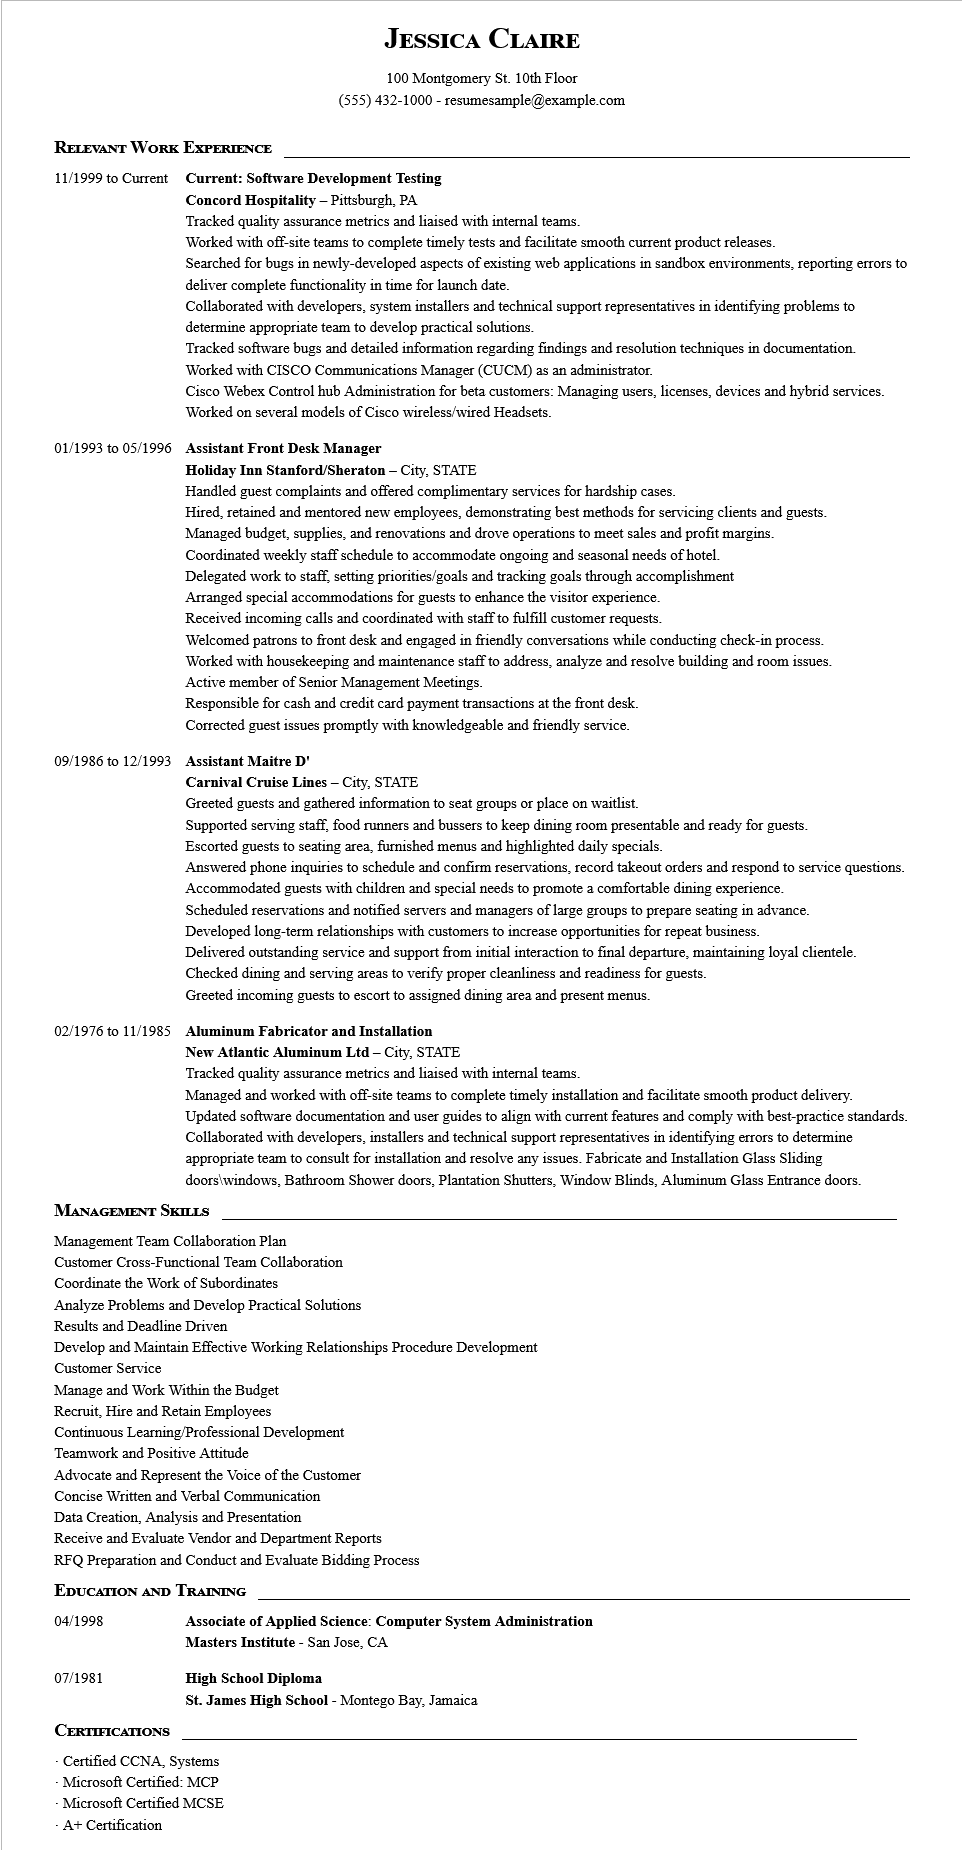 Jessica Claire
100 Montgomery St. 10th Floor
(555) 432-1000 - resumesample@example.com
Relevant Work Experience
11/1999 to Current Current: Software Development Testing
Concord Hospitality – Pittsburgh, PA
Tracked quality assurance metrics and liaised with internal teams.
Worked with off-site teams to complete timely tests and facilitate smooth current product releases.
Searched for bugs in newly-developed aspects of existing web applications in sandbox environments, reporting errors to
deliver complete functionality in time for launch date.
Collaborated with developers, system installers and technical support representatives in identifying problems to
determine appropriate team to develop practical solutions.
Tracked software bugs and detailed information regarding findings and resolution techniques in documentation.
Worked with CISCO Communications Manager (CUCM) as an administrator.
Cisco Webex Control hub Administration for beta customers: Managing users, licenses, devices and hybrid services.
Worked on several models of Cisco wireless/wired Headsets.
01/1993 to 05/1996 Assistant Front Desk Manager
Holiday Inn Stanford/Sheraton – City, STATE
Handled guest complaints and offered complimentary services for hardship cases.
Hired, retained and mentored new employees, demonstrating best methods for servicing clients and guests.
Managed budget, supplies, and renovations and drove operations to meet sales and profit margins.
Coordinated weekly staff schedule to accommodate ongoing and seasonal needs of hotel.
Delegated work to staff, setting priorities/goals and tracking goals through accomplishment
Arranged special accommodations for guests to enhance the visitor experience.
Received incoming calls and coordinated with staff to fulfill customer requests.
Welcomed patrons to front desk and engaged in friendly conversations while conducting check-in process.
Worked with housekeeping and maintenance staff to address, analyze and resolve building and room issues.
Active member of Senior Management Meetings.
Responsible for cash and credit card payment transactions at the front desk.
Corrected guest issues promptly with knowledgeable and friendly service.
09/1986 to 12/1993 Assistant Maitre D'
Carnival Cruise Lines – City, STATE
Greeted guests and gathered information to seat groups or place on waitlist.
Supported serving staff, food runners and bussers to keep dining room presentable and ready for guests.
Escorted guests to seating area, furnished menus and highlighted daily specials.
Answered phone inquiries to schedule and confirm reservations, record takeout orders and respond to service questions.
Accommodated guests with children and special needs to promote a comfortable dining experience.
Scheduled reservations and notified servers and managers of large groups to prepare seating in advance.
Developed long-term relationships with customers to increase opportunities for repeat business.
Delivered outstanding service and support from initial interaction to final departure, maintaining loyal clientele.
Checked dining and serving areas to verify proper cleanliness and readiness for guests.
Greeted incoming guests to escort to assigned dining area and present menus.
02/1976 to 11/1985 Aluminum Fabricator and Installation
New Atlantic Aluminum Ltd – City, STATE
Tracked quality assurance metrics and liaised with internal teams.
Managed and worked with off-site teams to complete timely installation and facilitate smooth product delivery.
Updated software documentation and user guides to align with current features and comply with best-practice standards.
Collaborated with developers, installers and technical support representatives in identifying errors to determine
appropriate team to consult for installation and resolve any issues. Fabricate and Installation Glass Sliding
doors\windows, Bathroom Shower doors, Plantation Shutters, Window Blinds, Aluminum Glass Entrance doors.
Management Skills
Management Team Collaboration Plan
Customer Cross-Functional Team Collaboration
Coordinate the Work of Subordinates
Analyze Problems and Develop Practical Solutions
Results and Deadline Driven
Develop and Maintain Effective Working Relationships Procedure Development
Customer Service
Manage and Work Within the Budget
Recruit, Hire and Retain Employees
Continuous Learning/Professional Development
Teamwork and Positive Attitude
Advocate and Represent the Voice of the Customer
Concise Written and Verbal Communication
Data Creation, Analysis and Presentation
Receive and Evaluate Vendor and Department Reports
RFQ Preparation and Conduct and Evaluate Bidding Process
Education and Training
04/1998 Associate of Applied Science: Computer System Administration
Masters Institute - San Jose, CA
07/1981 High School Diploma
St. James High School - Montego Bay, Jamaica
Certifications
· Certified CCNA, Systems
· Microsoft Certified: MCP
· Microsoft Certified MCSE
· A+ Certification